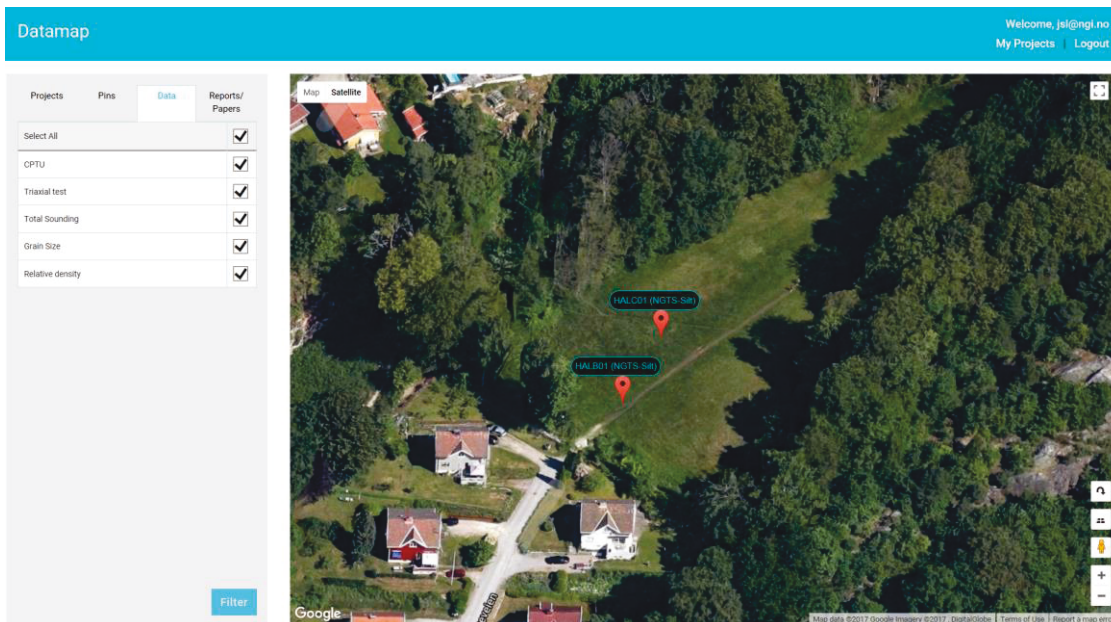 Datamap
Welcome, jsl@ngi.no
My Projects | Logout
Projects
Pins
Data
Reports/
Papers
Select All
CPTU
Triaxial test
Total Sounding
Grain Size
Relative density
Filter
Map Satellite
HALC01 (NGTS-Silt)
HALB01 (NGTS-Silt)
Google
Map data ©2017 Google Imagery ©2017 , DigitalGlobe | Terms of Use | Report a map